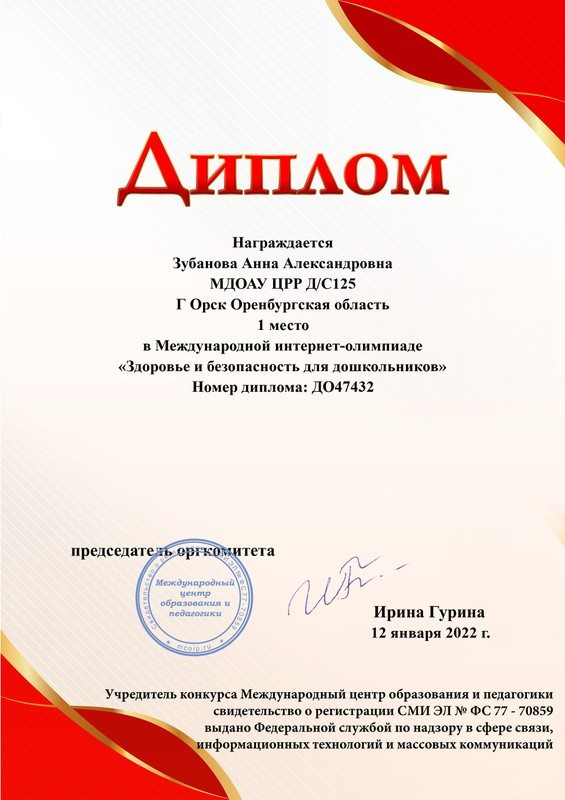 Диплом
Награждается
Зубанова Анна Александровна
МДОАУ ЦРР Д/С125
Г Орск Оренбургская область
1 место
в Международной интернет-олимпиаде
«Здоровье и безопасность для дошкольников»
Номер диплома: ДО47432
председатель оргкомитета
Международный
центр
образования и
педагогики
mcoip.ru
Ирина Гурина
12 января 2022 г.
Учредитель конкурса Международный центр образования и педагогики
свидетельство о регистрации СМИ ЭЛ № ФС 77 - 70859
выдано Федеральной службой по надзору в сфере связи,
информационных технологий и массовых коммуникаций